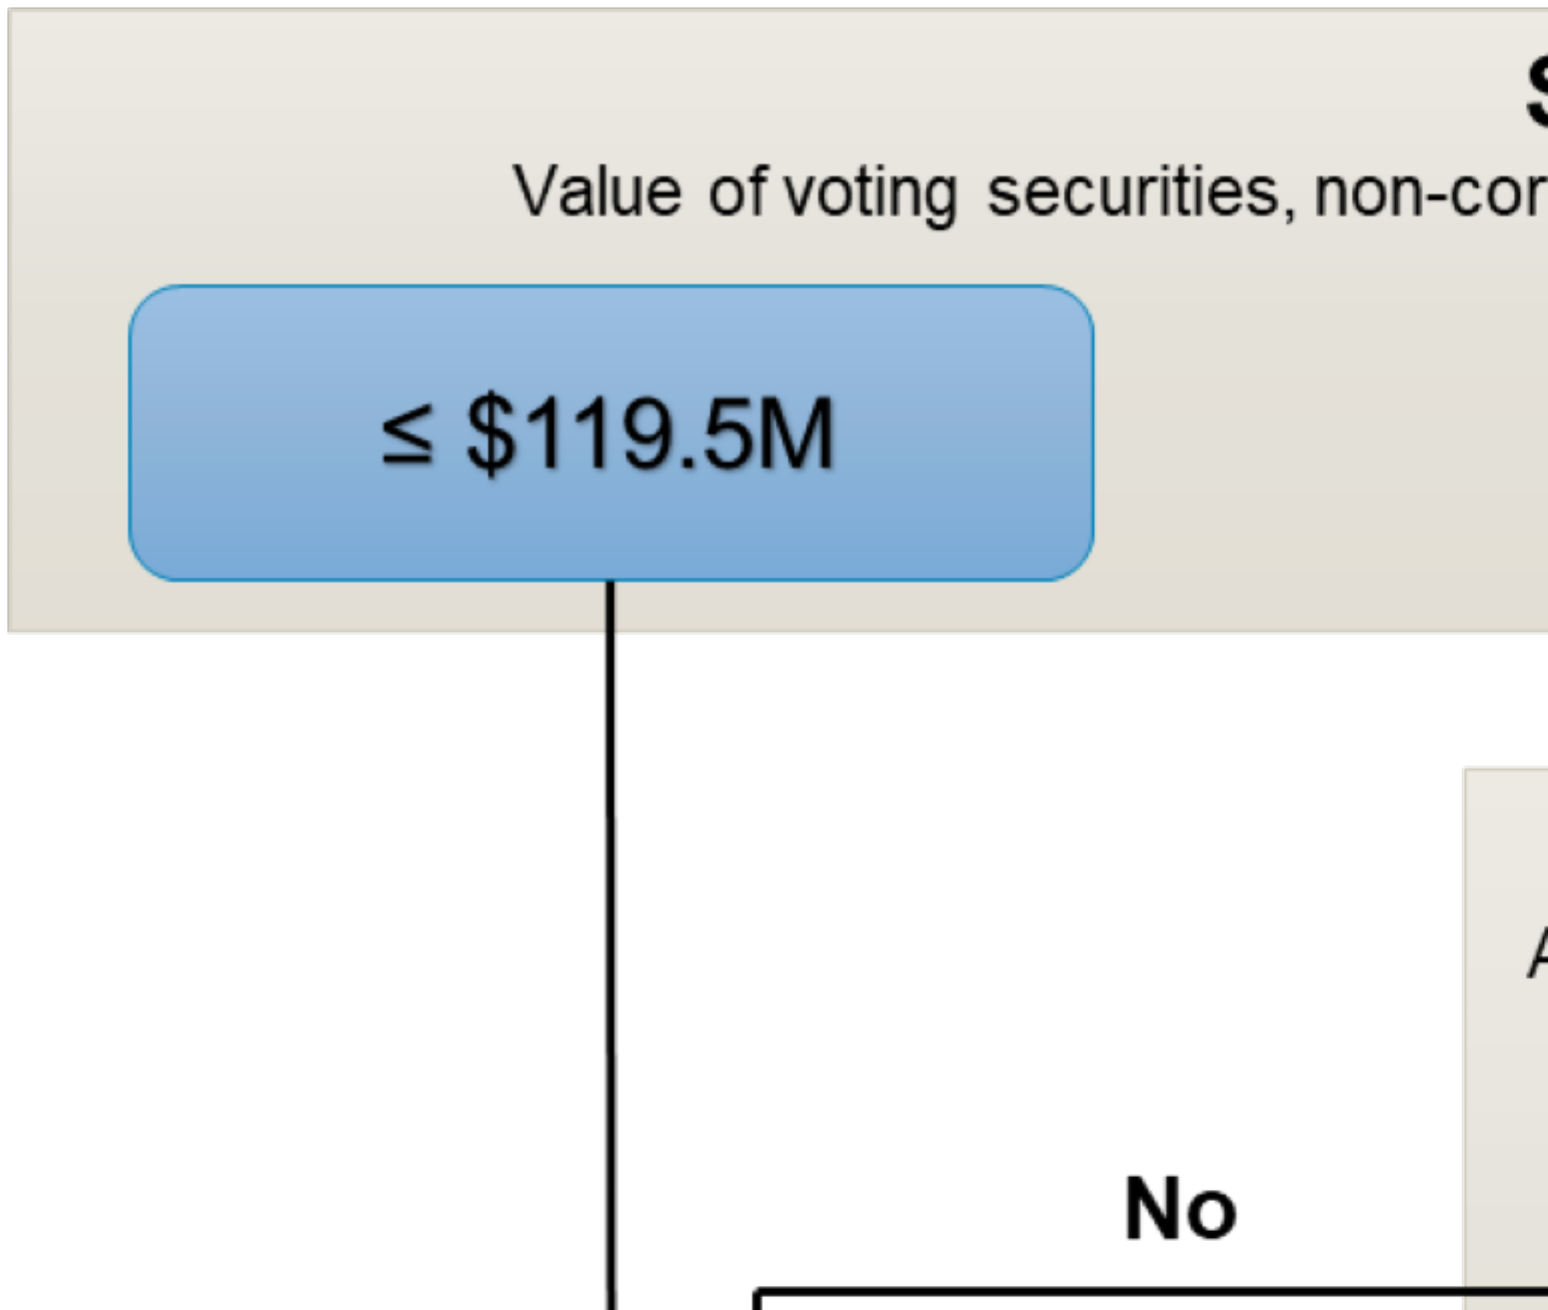 Value of voting securities, non-cor
≤ $119.5M
No